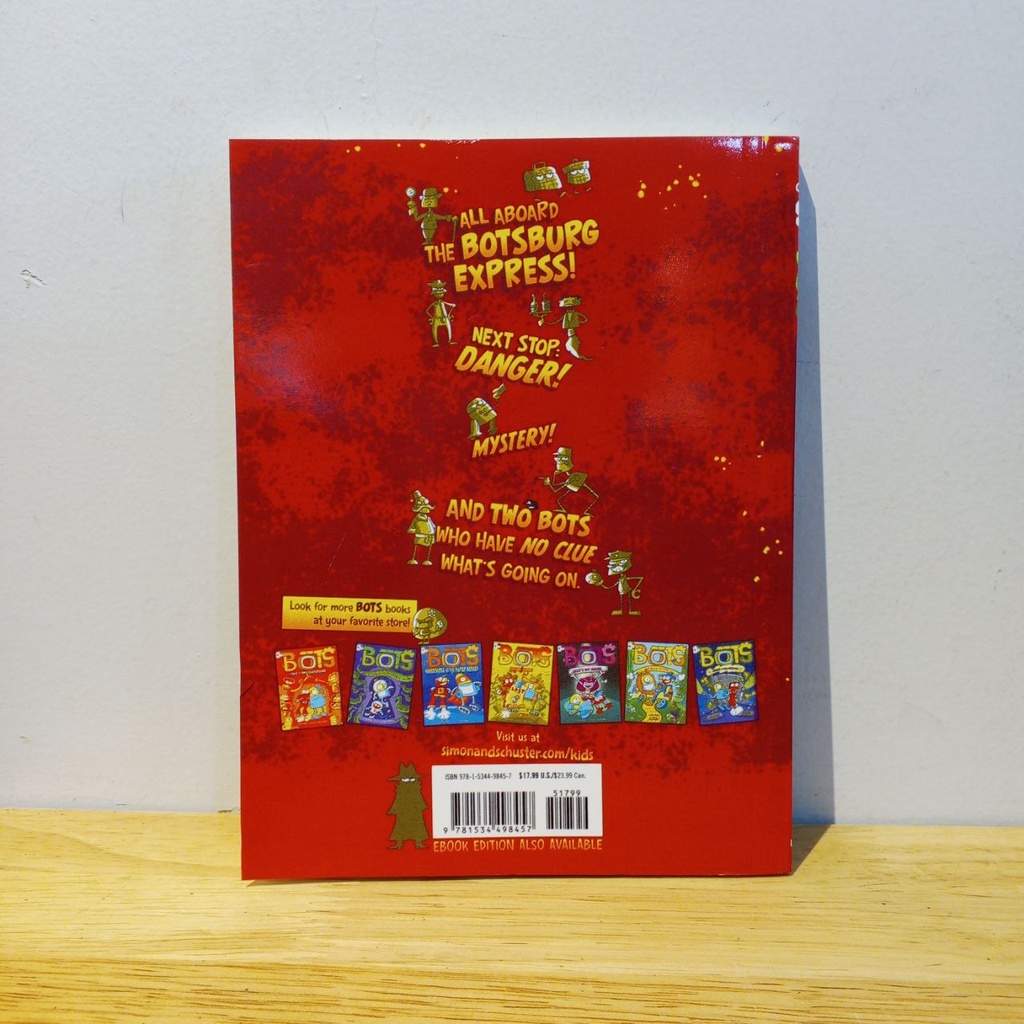 ALL ABOARD
THE BOTSBURG
EXPRESS!
NEXT STOP:
DANGER!
MYSTERY!
AND TWO BOTS
WHO HAVE NO CLUE
WHAT'S GOING ON.
Look for more BOTS books
at your favorite store!
BOTS BOTS BOTS BOTS BOTS BOTS BOTS
Visit us at
simonandschuster.com/kids
ISBN 978-1-5344-9845-7 $17.99 U.S./$23.99 Can.
51799
9 781534 498457
EBOOK EDITION ALSO AVAILABLE